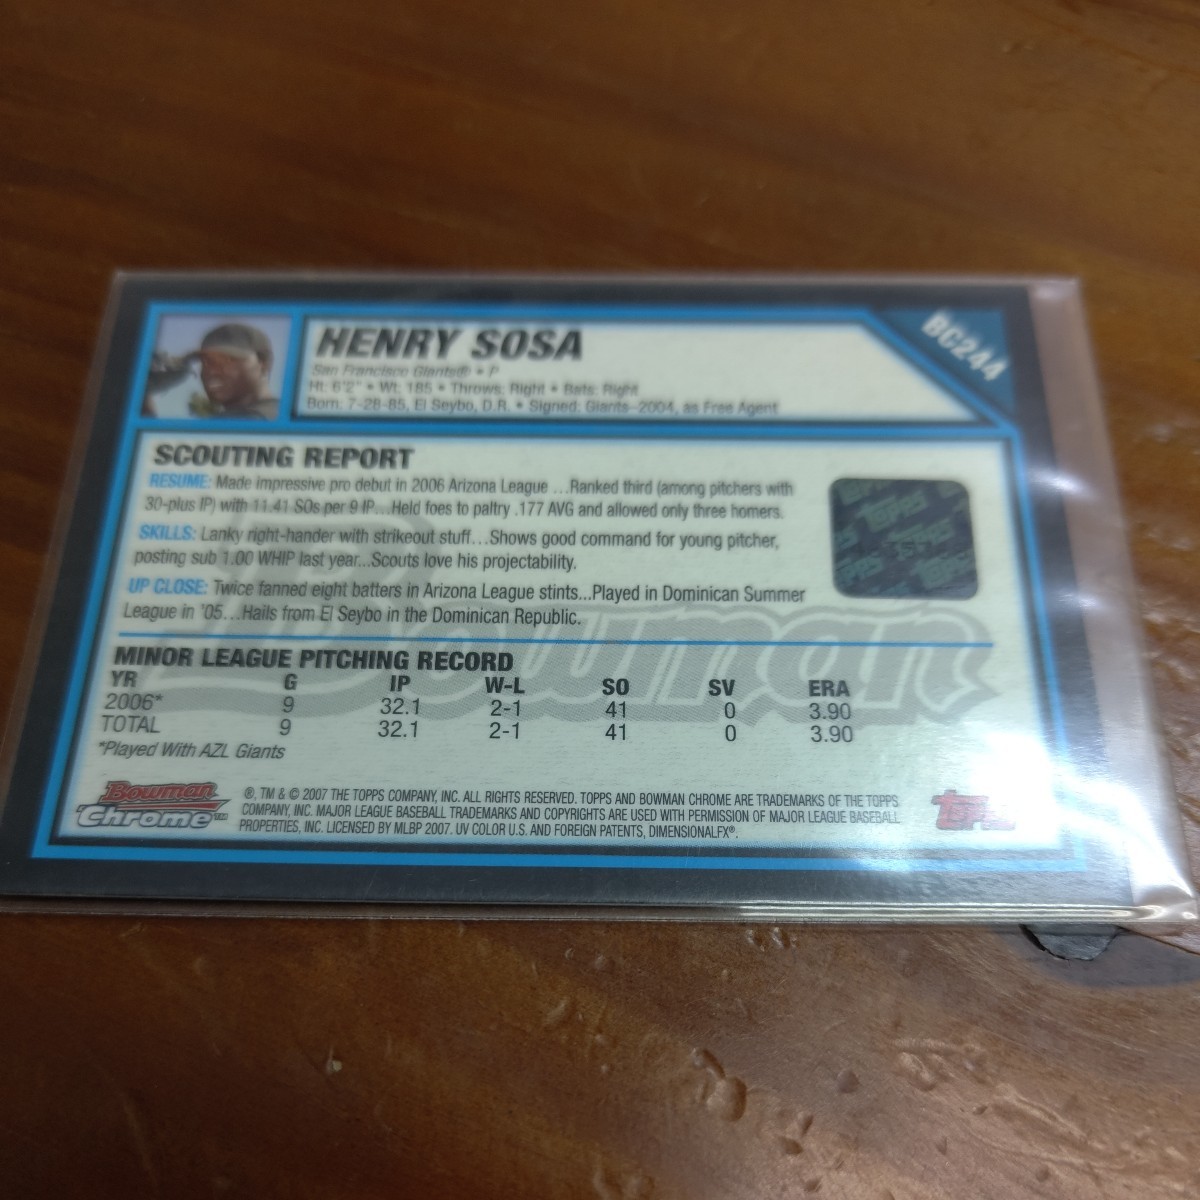 HENRY SOSA
BC244
San Francisco Giants® • P
Ht: 6'2" • Wt: 185 • Throws: Right • Bats: Right
Born: 7-28-85, El Seybo, D.R. • Signed: Giants–2004, as Free Agent
SCOUTING REPORT
RESUME: Made impressive pro debut in 2006 Arizona League ...Ranked third (among pitchers with
30-plus IP) with 11.41 SOs per 9 IP...Held foes to paltry .177 AVG and allowed only three homers.
SKILLS: Lanky right-hander with strikeout stuff...Shows good command for young pitcher,
posting sub 1.00 WHIP last year...Scouts love his projectability.
UP CLOSE: Twice fanned eight batters in Arizona League stints...Played in Dominican Summer
League in '05...Hails from El Seybo in the Dominican Republic.
TOPPS
Bowman
MINOR LEAGUE PITCHING RECORD
YR G IP W-L SO SV ERA
2006* 9 32.1 2-1 41 0 3.90
TOTAL 9 32.1 2-1 41 0 3.90
*Played With AZL Giants
Bowman
Chrome™
®, TM & © 2007 THE TOPPS COMPANY, INC. ALL RIGHTS RESERVED. TOPPS AND BOWMAN CHROME ARE TRADEMARKS OF THE TOPPS
COMPANY, INC. MAJOR LEAGUE BASEBALL TRADEMARKS AND COPYRIGHTS ARE USED WITH PERMISSION OF MAJOR LEAGUE BASEBALL
PROPERTIES, INC. LICENSED BY MLBP 2007. UV COLOR U.S. AND FOREIGN PATENTS, DIMENSIONALFX®.
topps